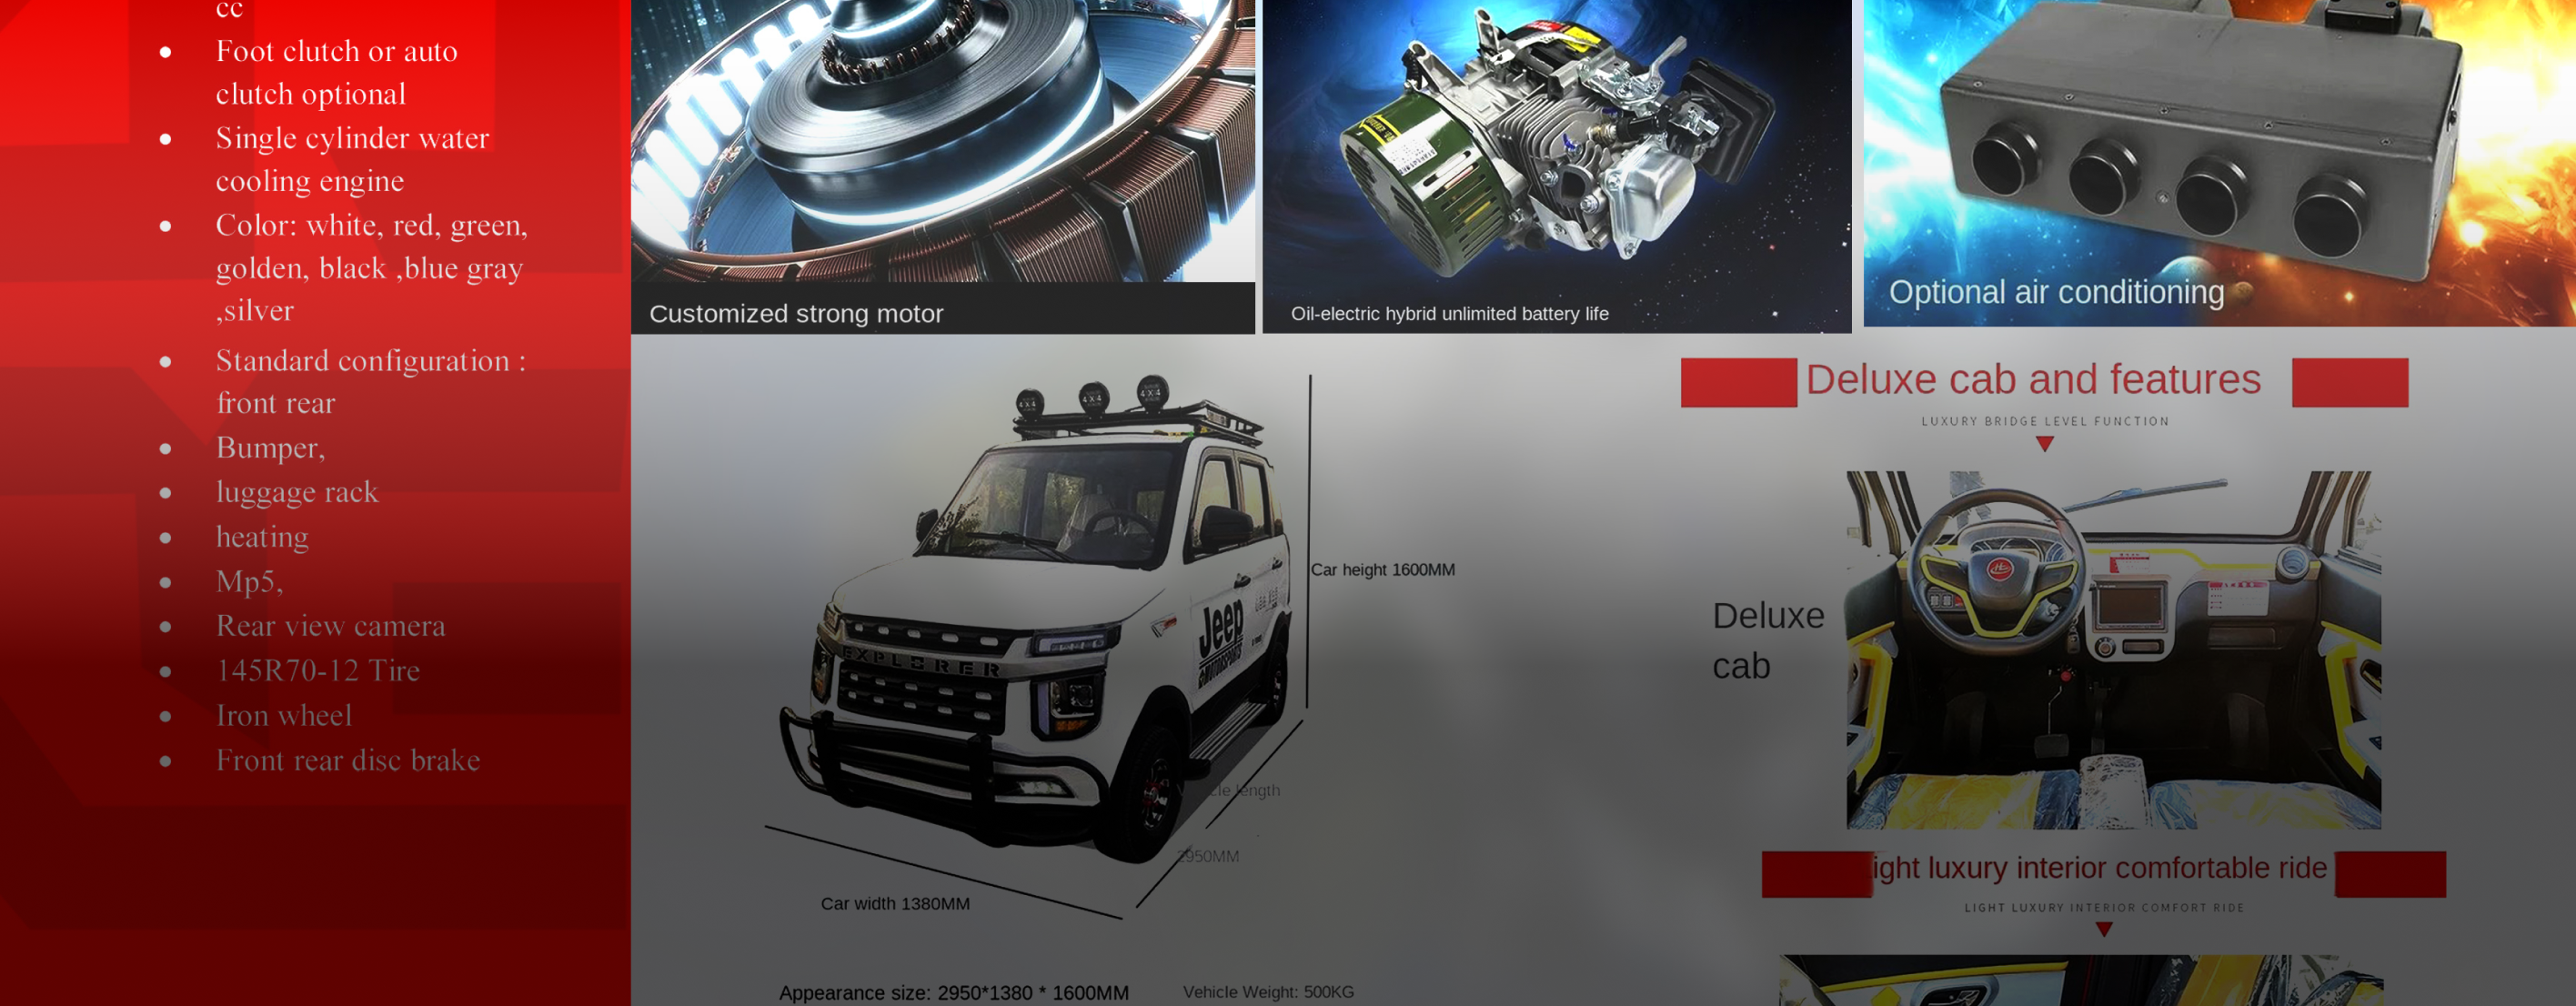 cc
Foot clutch or auto
clutch optional
Single cylinder water
cooling engine
Color: white, red, green,
golden, black ,blue gray
,silver
Standard configuration :
front rear
Bumper,
luggage rack
heating
Mp5,
Rear view camera
145R70-12 Tire
Iron wheel
Front rear disc brake
Customized strong motor
Oil-electric hybrid unlimited battery life
Optional air conditioning
4X4
4X4
4X4
Car height 1600MM
Jeep
MOTORSPORTS
EXPLORER
length
2950MM
Car width 1380MM
Appearance size: 2950*1380 * 1600MM
Vehicle Weight: 500KG
Deluxe cab and features
LUXURY BRIDGE LEVEL FUNCTION
Deluxe
cab
ight luxury interior comfortable ride
LIGHT LUXURY INTERIOR COMFORT RIDE